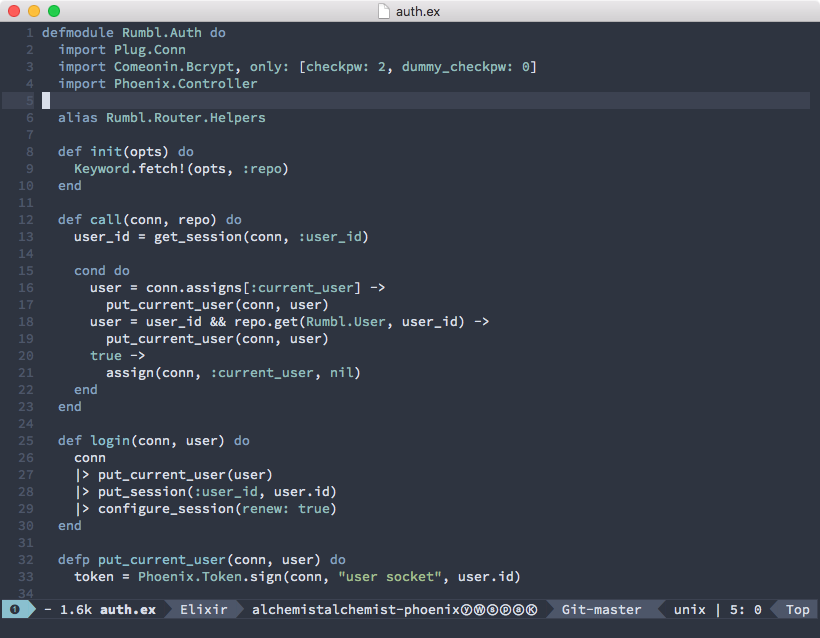 auth.ex
1 defmodule Rumbl.Auth do
2 import Plug.Conn
3 import Comeonin.Bcrypt, only: [checkpw: 2, dummy_checkpw: 0]
4 import Phoenix.Controller
5
6 alias Rumbl.Router.Helpers
7
8 def init(opts) do
9 Keyword.fetch!(opts, :repo)
10 end
11
12 def call(conn, repo) do
13 user_id = get_session(conn, :user_id)
14
15 cond do
16 user = conn.assigns[:current_user] ->
17 put_current_user(conn, user)
18 user = user_id && repo.get(Rumbl.User, user_id) ->
19 put_current_user(conn, user)
20 true ->
21 assign(conn, :current_user, nil)
22 end
23 end
24
25 def login(conn, user) do
26 conn
27 |> put_current_user(user)
28 |> put_session(:user_id, user.id)
29 |> configure_session(renew: true)
30 end
31
32 defp put_current_user(conn, user) do
33 token = Phoenix.Token.sign(conn, "user socket", user.id)
34
❶ - 1.6k auth.ex Elixir alchemistalchemist-phoenixⓨⓌⓢⓟⓐⓀ Git-master unix | 5: 0 Top